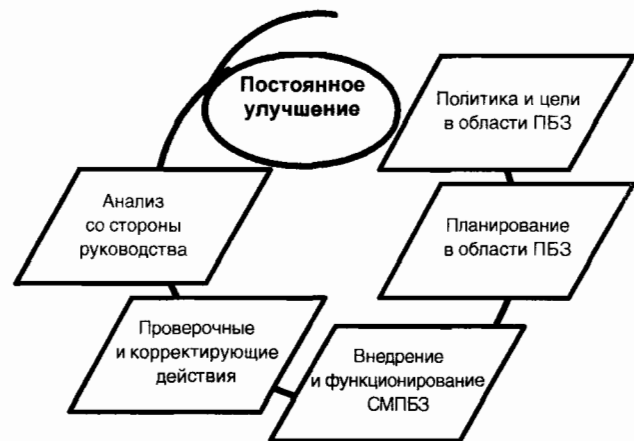 Постоянное
улучшение
Политика и цели
в области ПБЗ
Планирование
в области ПБЗ
Внедрение
и функционирование
СМПБЗ
Проверочные
и корректирующие
действия
Анализ
со стороны
руководства